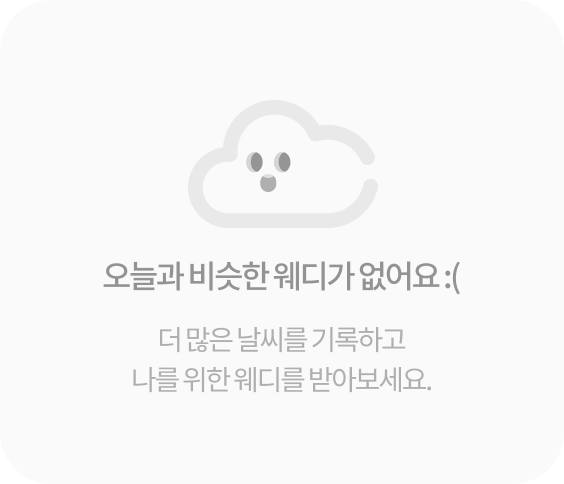 오늘과 비슷한 웨디가 없어요 :(
더 많은 날씨를 기록하고
나를 위한 웨디를 받아보세요.